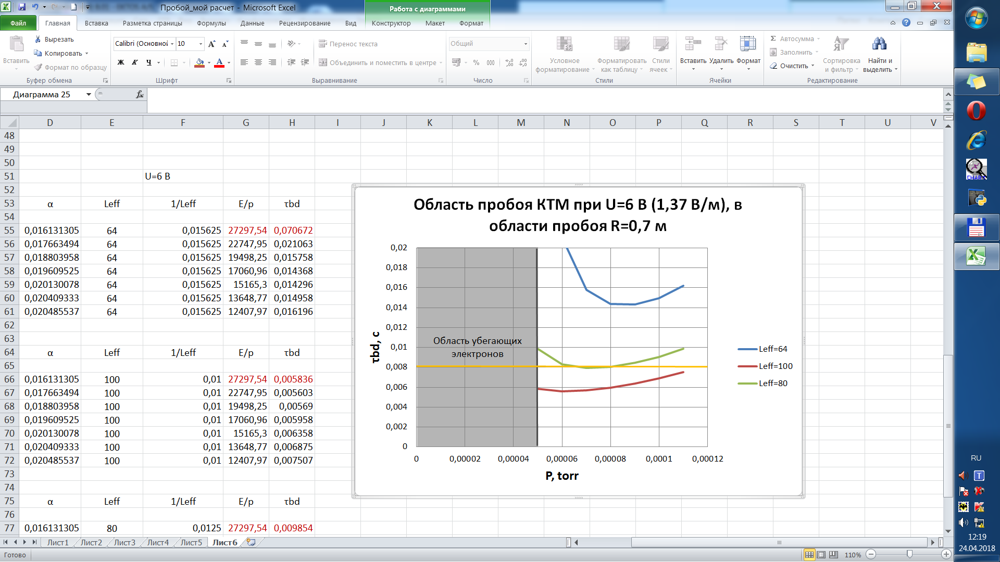 Пробой_мой расчет - Microsoft Excel
Работа с диаграммами
Файл Главная Вставка Разметка страницы Формулы Данные Рецензирование Вид Конструктор Макет Формат
Вставить
Вырезать
Копировать
Формат по образцу
Буфер обмена
Calibri (Основной 10
Ж К Ч
Шрифт
Перенос текста
Объединить и поместить в центре
Выравнивание
Общий
% 000
Число
Условное форматирование
Форматировать как таблицу
Стили ячеек
Стили
Вставить Удалить Формат
Ячейки
Автосумма
Заполнить
Очистить
Сортировка и фильтр
Найти и выделить
Редактирование
Диаграмма 25
fx
D E F G H I J K L M N O P Q R S T U V
48
49
50
51 U=6 В
52
53 α Leff 1/Leff E/p τbd
54
55 0,016131305 64 0,015625 27297,54 0,070672
56 0,017663494 64 0,015625 22747,95 0,021063
57 0,018803958 64 0,015625 19498,25 0,015758
58 0,019609525 64 0,015625 17060,96 0,014368
59 0,020130078 64 0,015625 15165,3 0,014296
60 0,020409333 64 0,015625 13648,77 0,014958
61 0,020485537 64 0,015625 12407,97 0,016196
62
63
64 α Leff 1/Leff E/p τbd
65
66 0,016131305 100 0,01 27297,54 0,005836
67 0,017663494 100 0,01 22747,95 0,005603
68 0,018803958 100 0,01 19498,25 0,00569
69 0,019609525 100 0,01 17060,96 0,005958
70 0,020130078 100 0,01 15165,3 0,006358
71 0,020409333 100 0,01 13648,77 0,006875
72 0,020485537 100 0,01 12407,97 0,007507
73
74
75 α Leff 1/Leff E/p τbd
76
77 0,016131305 80 0,0125 27297,54 0,009854
Область пробоя КТМ при U=6 В (1,37 В/м), в
области пробоя R=0,7 м
0,02
0,018
0,016
0,014
0,012
0,01
0,008
0,006
0,004
0,002
0
τbd, c
Область убегающих
электронов
0 0,00002 0,00004 0,00006 0,00008 0,0001 0,00012
P, torr
Leff=64
Leff=100
Leff=80
Лист1 Лист2 Лист3 Лист4 Лист5 Лист6
Готово
110%
CHART
RU
T
12:19
24.04.2018